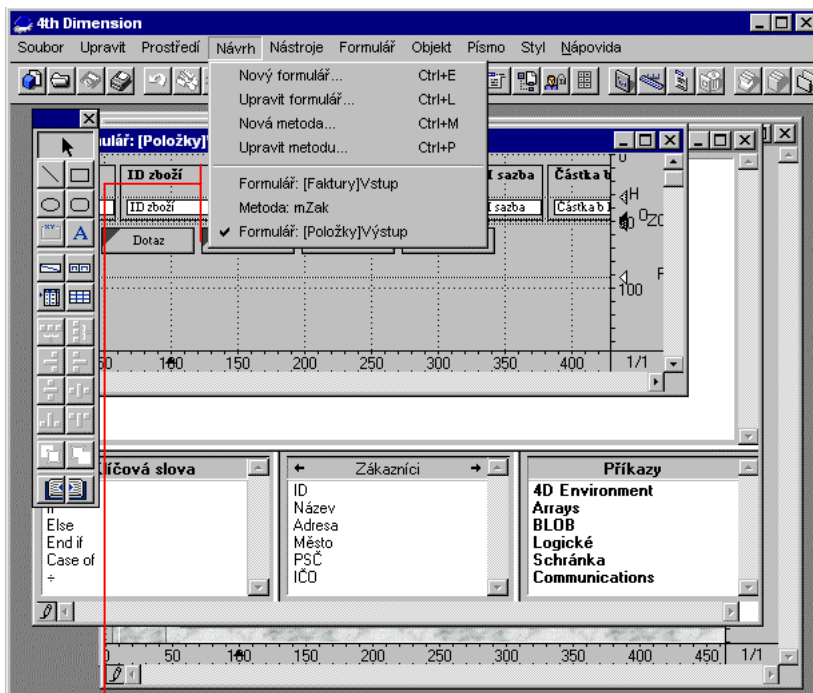 4th Dimension
Soubor Upravit Prostředí Návrh Nástroje Formulář Objekt Písmo Styl Nápovida
Nový formulář... Ctrl+E
Upravit formulář... Ctrl+L
Nová metoda... Ctrl+M
Upravit metodu... Ctrl+P
Formulář: [Faktury]Vstup
Metoda: mZak
Formulář: [Položky]Výstup
ulář: [Položky]
ID zboží sazba Částka b
ID zboží sazba Částka b
H
F
100
A
Dotaz
50 100 150 200 250 300 350 400 1/1
líčová slova
If
Else
End if
Case of
÷
Zákazníci
ID
Název
Adresa
Město
PSČ
IČO
Příkazy
4D Environment
Arrays
BLOB
Logické
Schránka
Communications
50 100 150 200 250 300 350 400 450 1/1